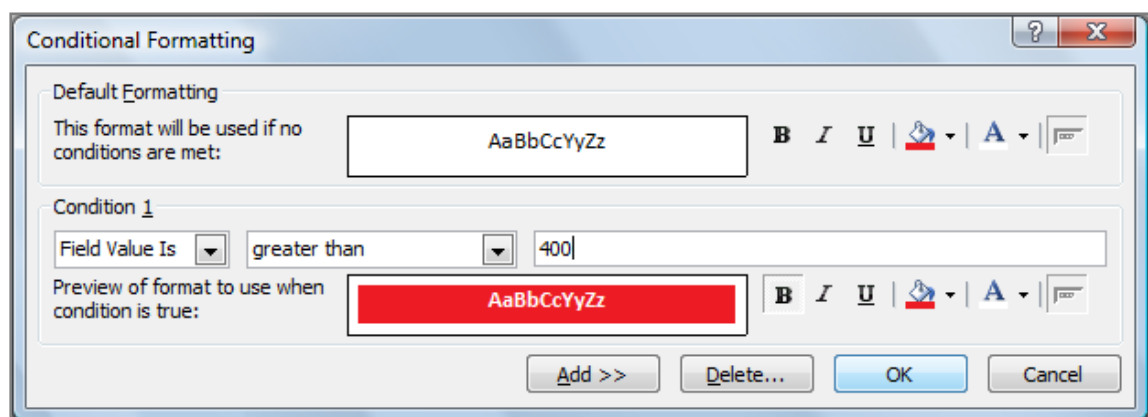 Conditional Formatting
Default Formatting
This format will be used if no
conditions are met:
AaBbCcYyZz
B I U A
Condition 1
Field Value Is greater than 400
Preview of format to use when
condition is true:
AaBbCcYyZz
B I U A
Add >> Delete... OK Cancel